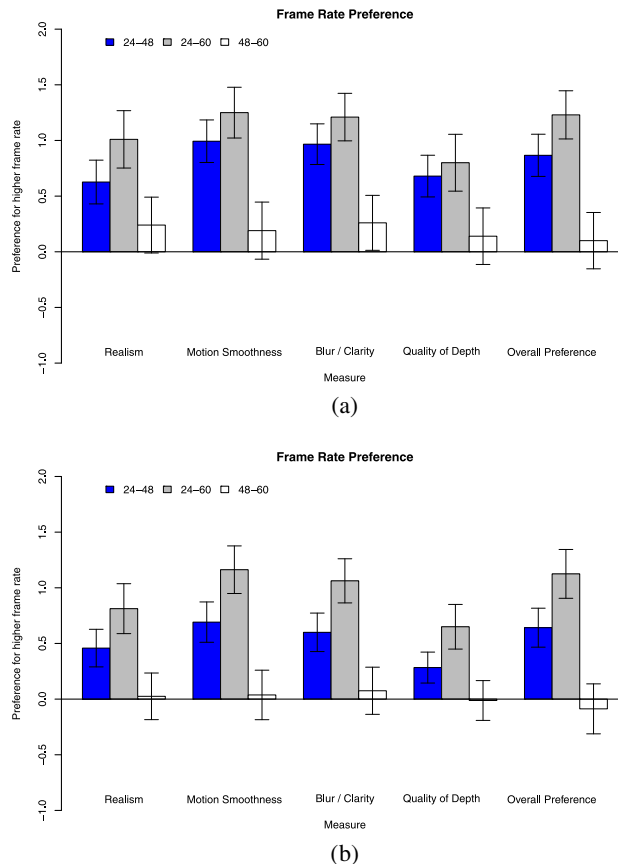 Frame Rate Preference
24–48 24–60 48–60
Preference for higher frame rate
2.0
1.5
1.0
0.5
0.0
−0.5
−1.0
Realism Motion Smoothness Blur / Clarity Quality of Depth Overall Preference
Measure
(a)
Frame Rate Preference
24–48 24–60 48–60
Preference for higher frame rate
2.0
1.5
1.0
0.5
0.0
−0.5
−1.0
Realism Motion Smoothness Blur / Clarity Quality of Depth Overall Preference
Measure
(b)